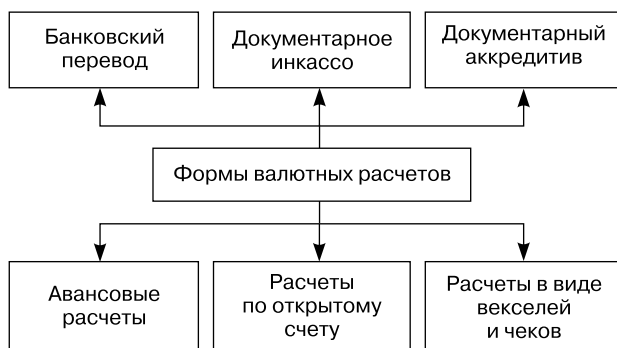 Банковский
перевод
Документарное
инкассо
Документарный
аккредитив
Формы валютных расчетов
Авансовые
расчеты
Расчеты
по открытому
счету
Расчеты в виде
векселей
и чеков